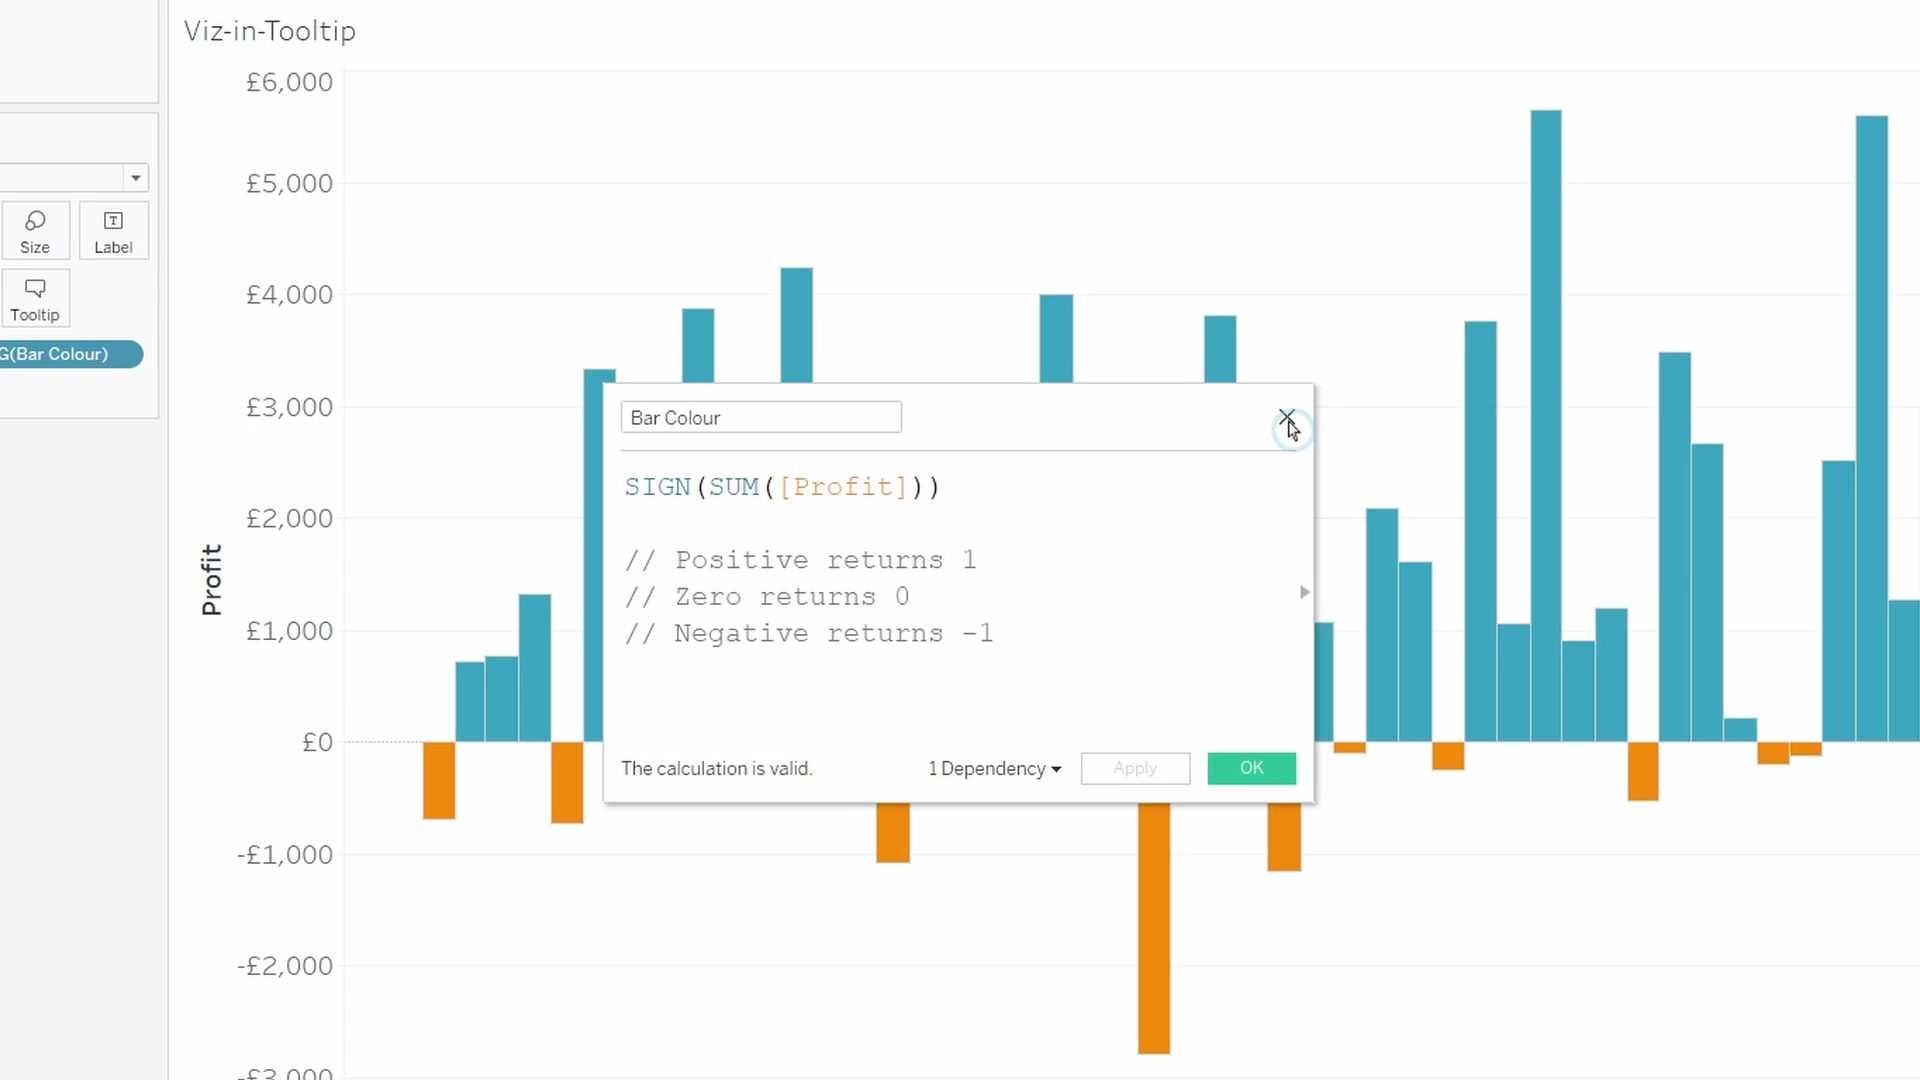 Viz-in-Tooltip
£6,000
£5,000
£4,000
£3,000
£2,000
£1,000
£0
-£1,000
-£2,000
-£3,000
Profit
Size
Label
Tooltip
G(Bar Colour)
Bar Colour
SIGN(SUM([Profit]))
// Positive returns 1
// Zero returns 0
// Negative returns -1
The calculation is valid.
1 Dependency
Apply
OK